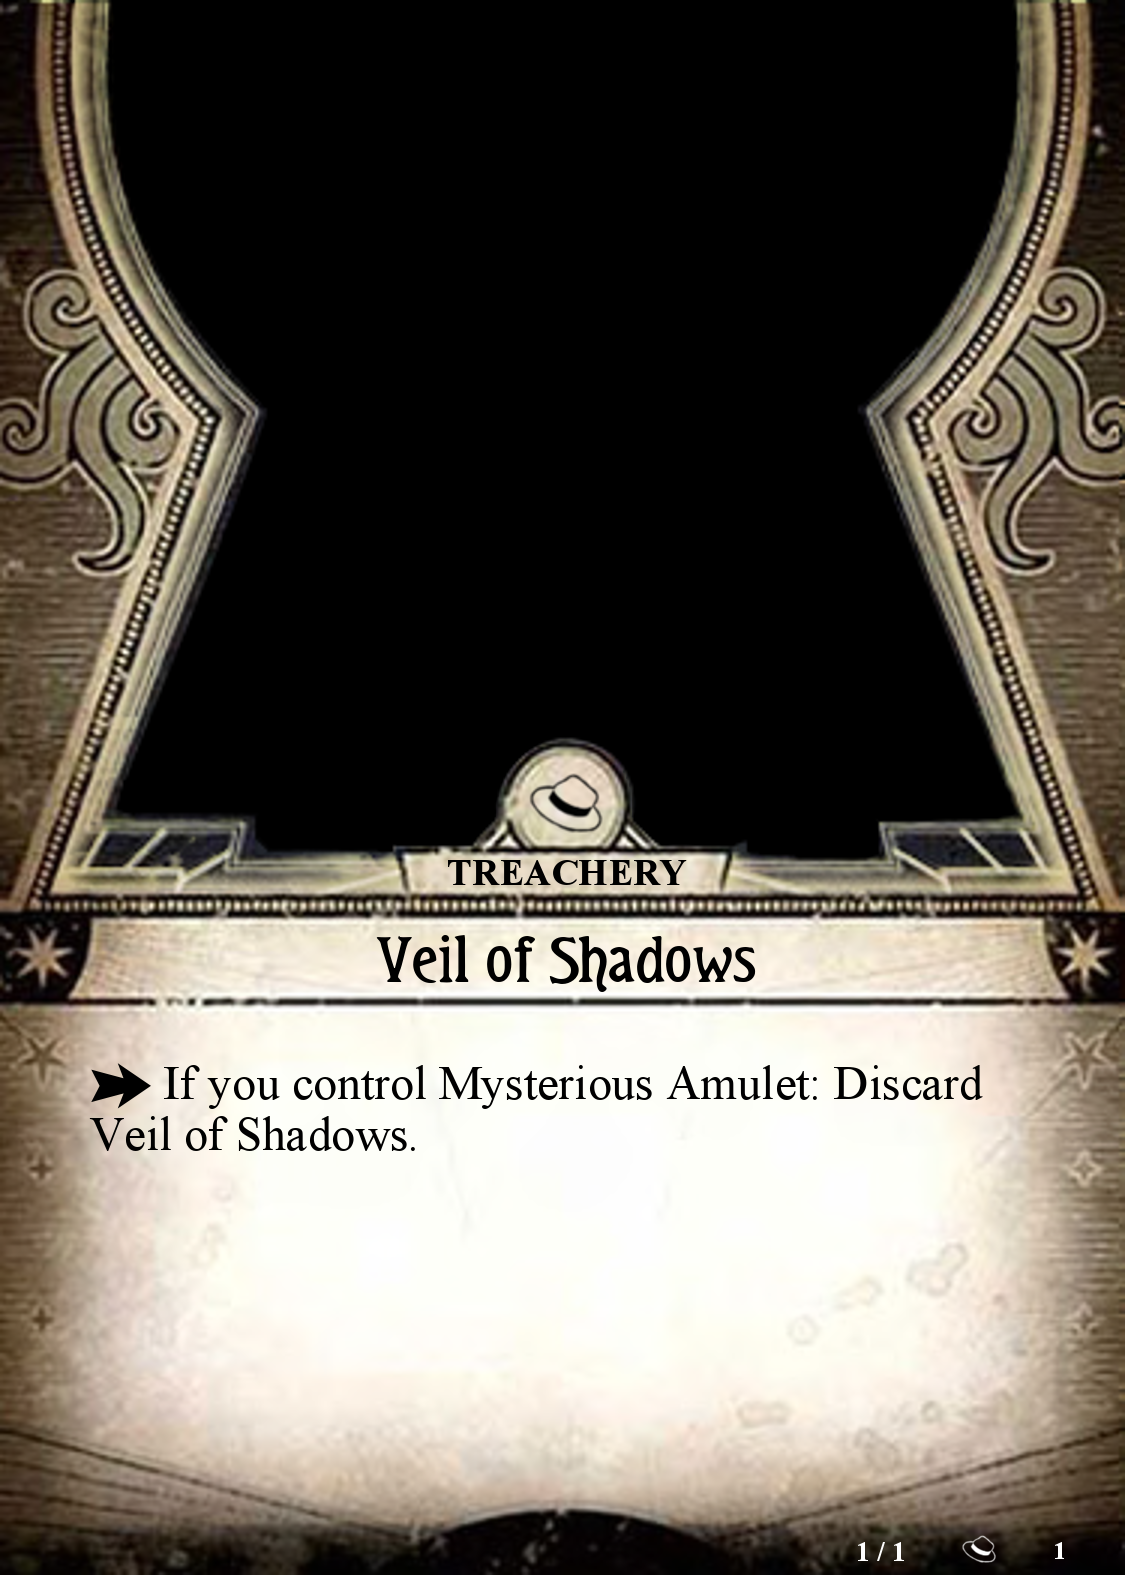 TREACHERY
Veil of Shadows
If you control Mysterious Amulet: Discard
Veil of Shadows.
1 / 1
1